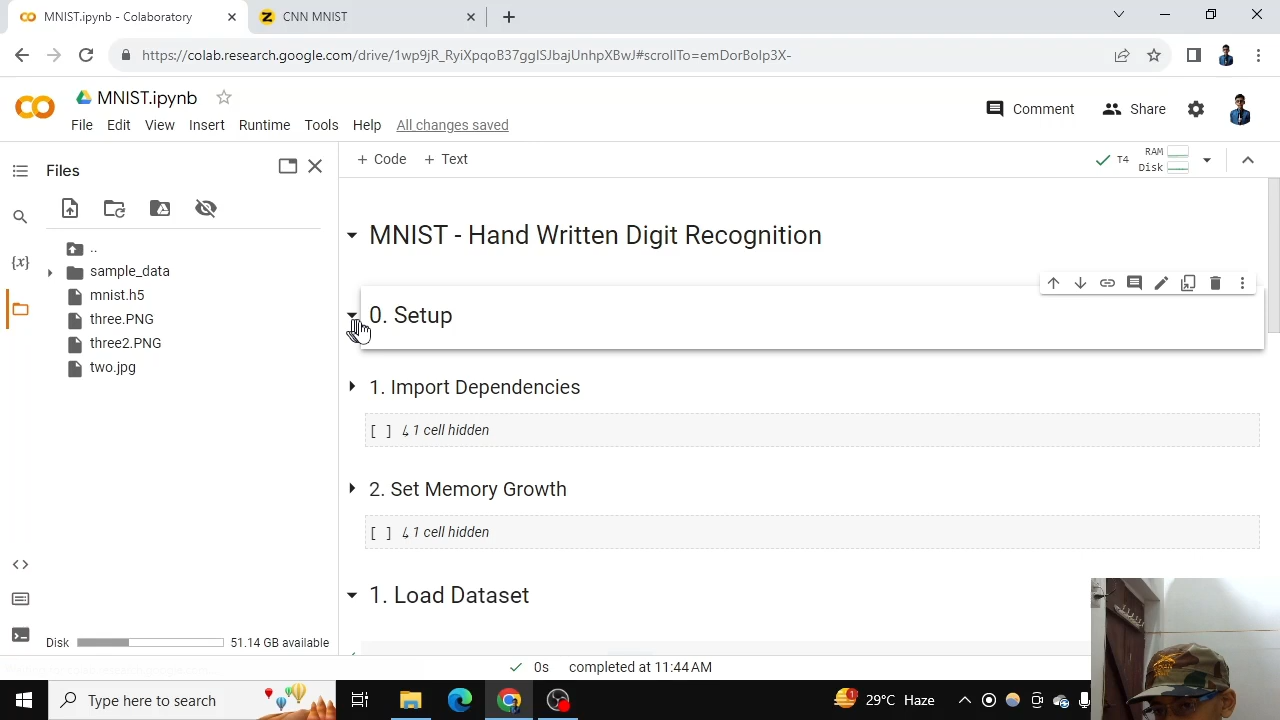 MNIST.ipynb - Colaboratory
CNN MNIST
https://colab.research.google.com/drive/1wp9jR_RyiXpqoB37ggISJbajUnhpXBwJ#scrollTo=emDorBolp3X-
MNIST.ipynb
Comment
Share
File Edit View Insert Runtime Tools Help All changes saved
Files
+ Code + Text
T4
RAM
Disk
..
sample_data
mnist.h5
three.PNG
three2.PNG
two.jpg
{x}
MNIST - Hand Written Digit Recognition
0. Setup
1. Import Dependencies
[ ] ↳ 1 cell hidden
2. Set Memory Growth
[ ] ↳ 1 cell hidden
1. Load Dataset
Disk 51.14 GB available
0s completed at 11:44 AM
Type here to search
1
29°C Haze